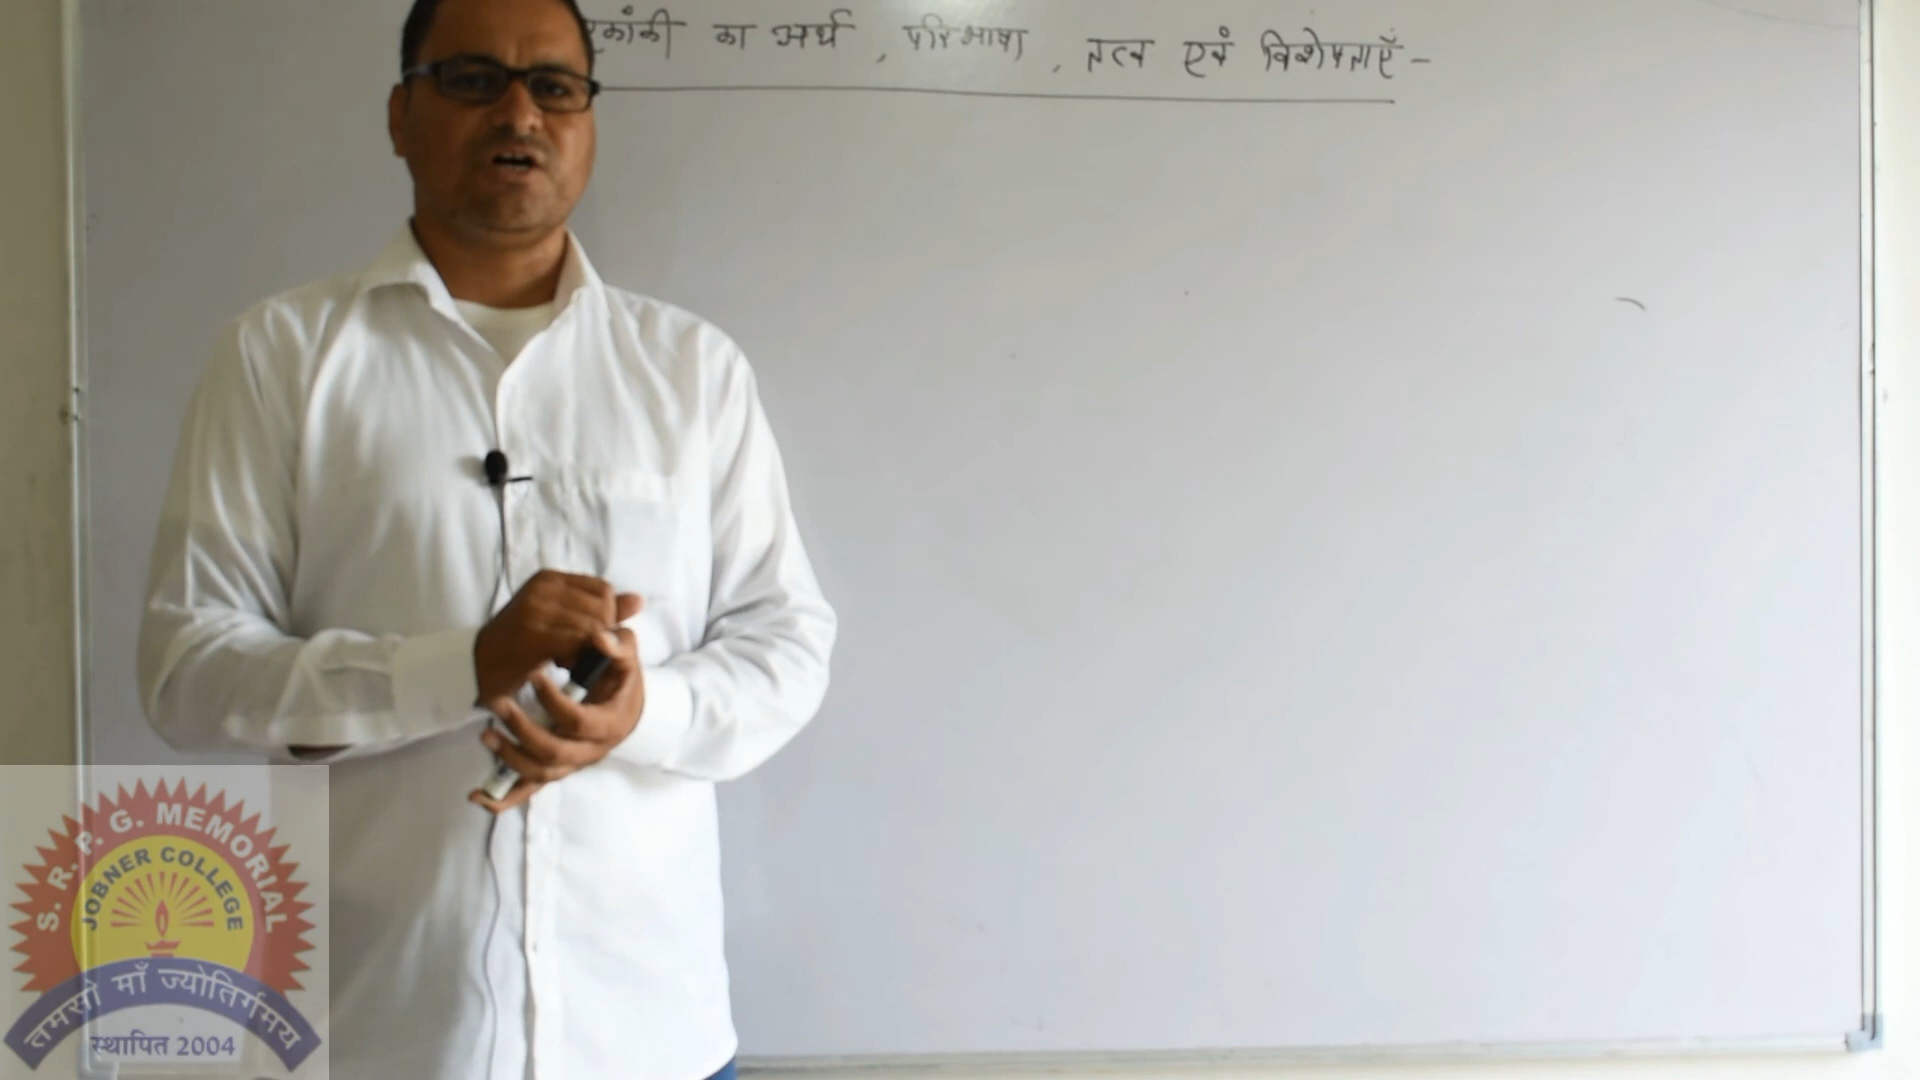 एकांकी का अर्थ, परिभाषा, तत्व एवं विशेषताएँ-
S. R. P. G. MEMORIAL
JOBNER COLLEGE
तमसो माँ ज्योतिर्गमय
स्थापित 2004